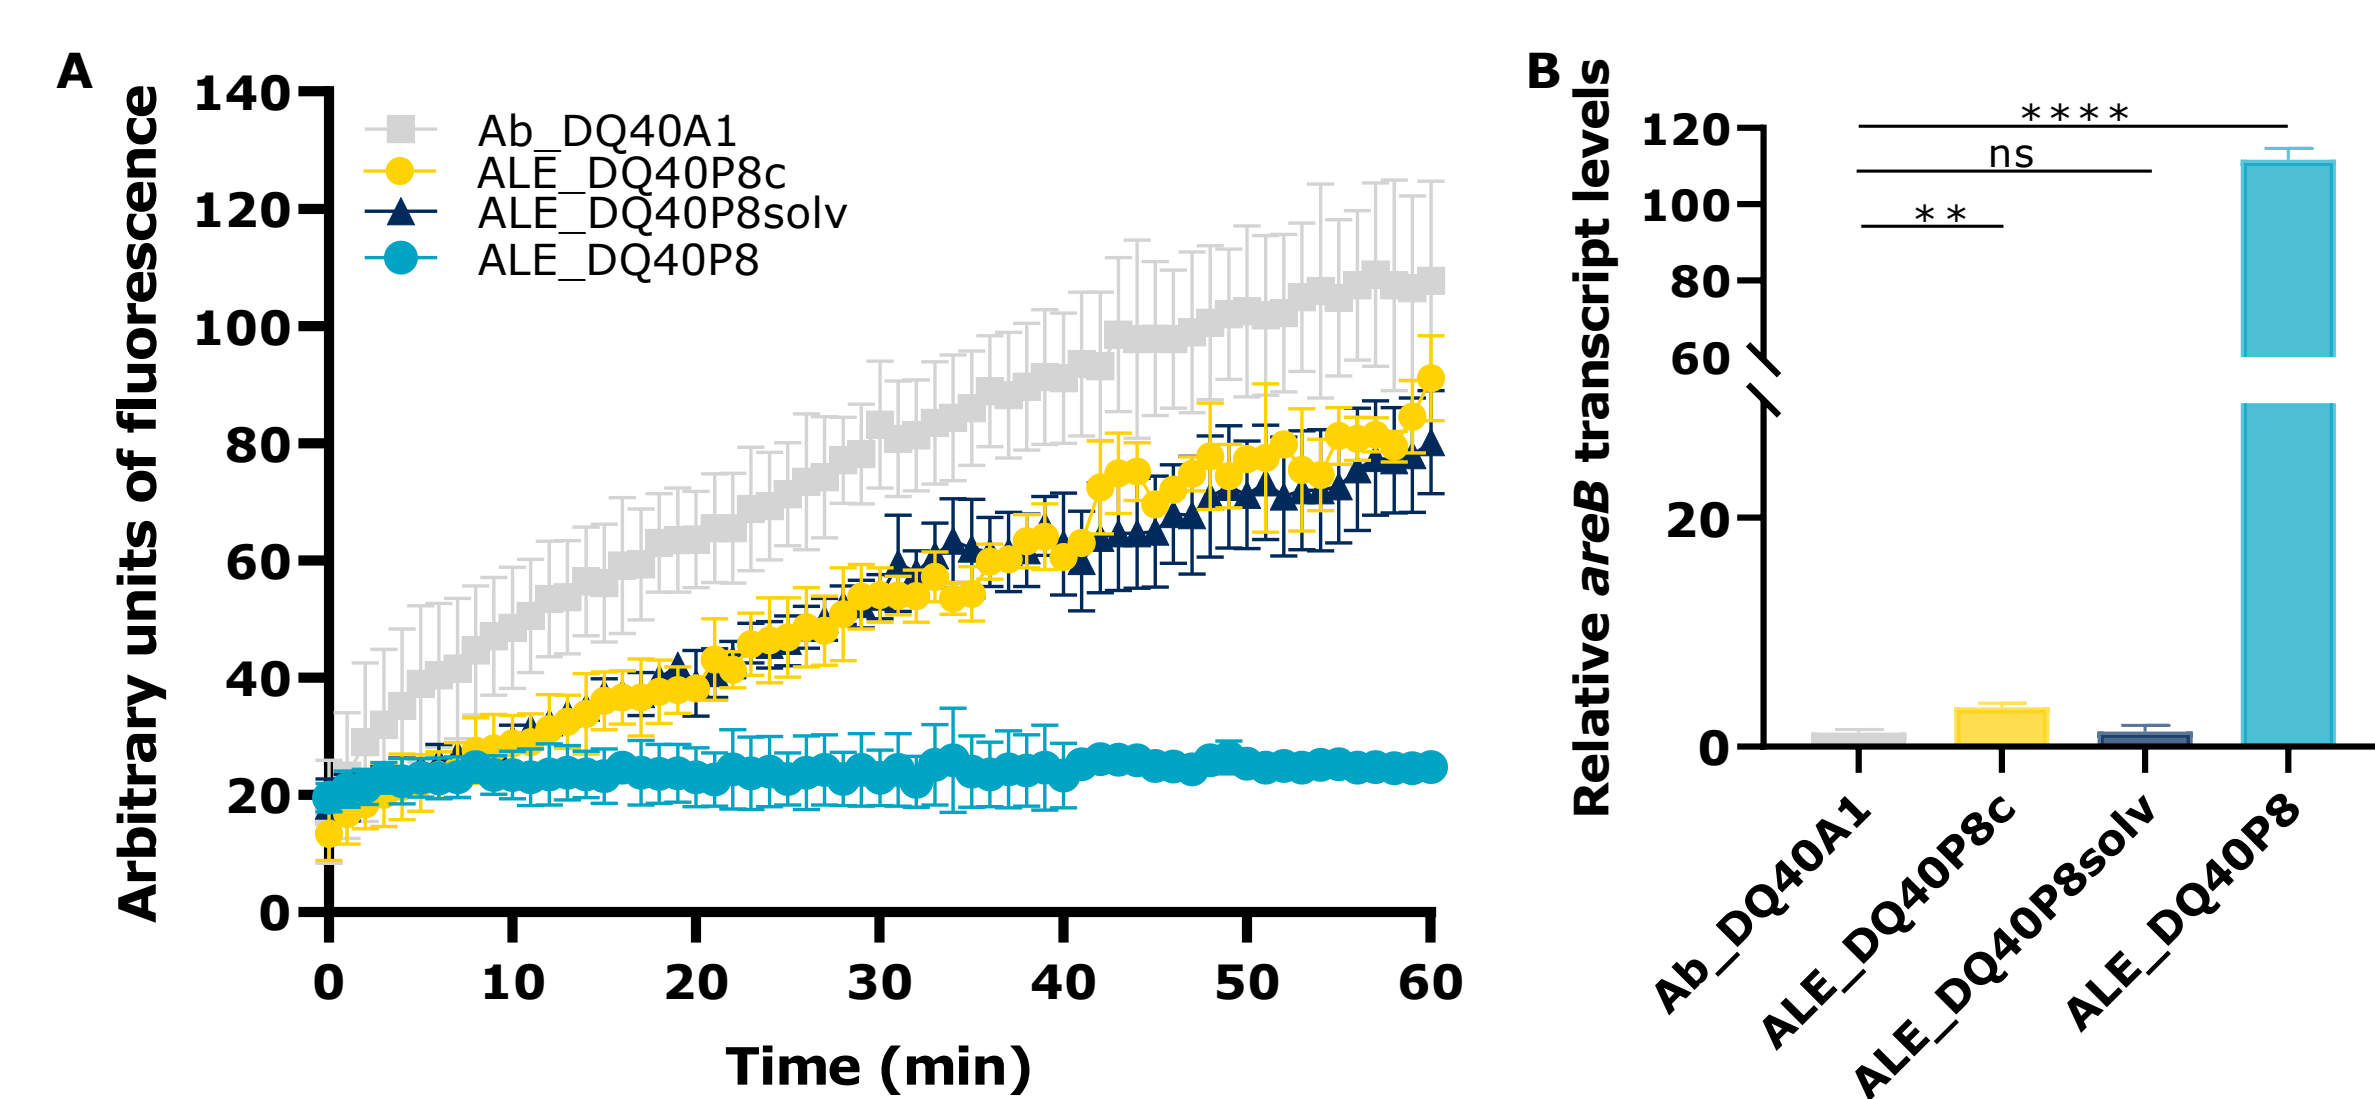 A
Arbitrary units of fluorescence
140
120
100
80
60
40
20
0
Ab_DQ40A1
ALE_DQ40P8c
ALE_DQ40P8solv
ALE_DQ40P8
0 10 20 30 40 50 60
Time (min)
B
Relative areB transcript levels
120
100
80
60
20
0
****
ns
**
Ab_DQ40A1
ALE_DQ40P8c
ALE_DQ40P8solv
ALE_DQ40P8